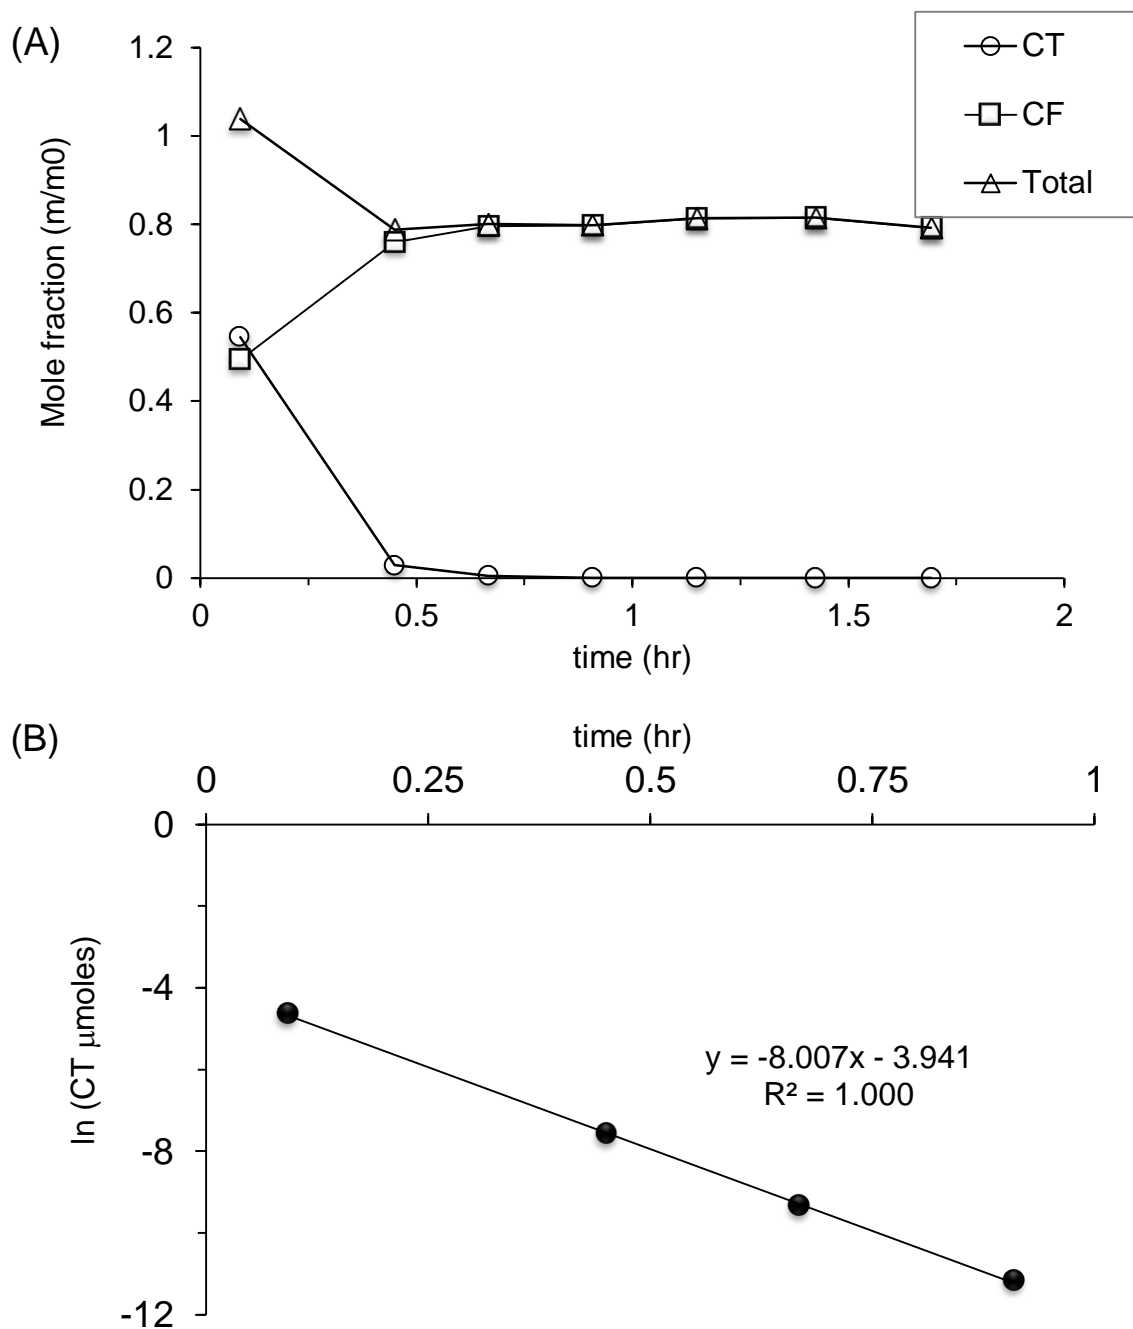 (A)
1.2
1
0.8
0.6
0.4
0.2
0
Mole fraction (m/m0)
CT
CF
Total
0 0.5 1 1.5 2
time (hr)
(B)
time (hr)
0 0.25 0.5 0.75 1
0
-4
-8
-12
ln (CT μmoles)
y = -8.007x - 3.941
R² = 1.000